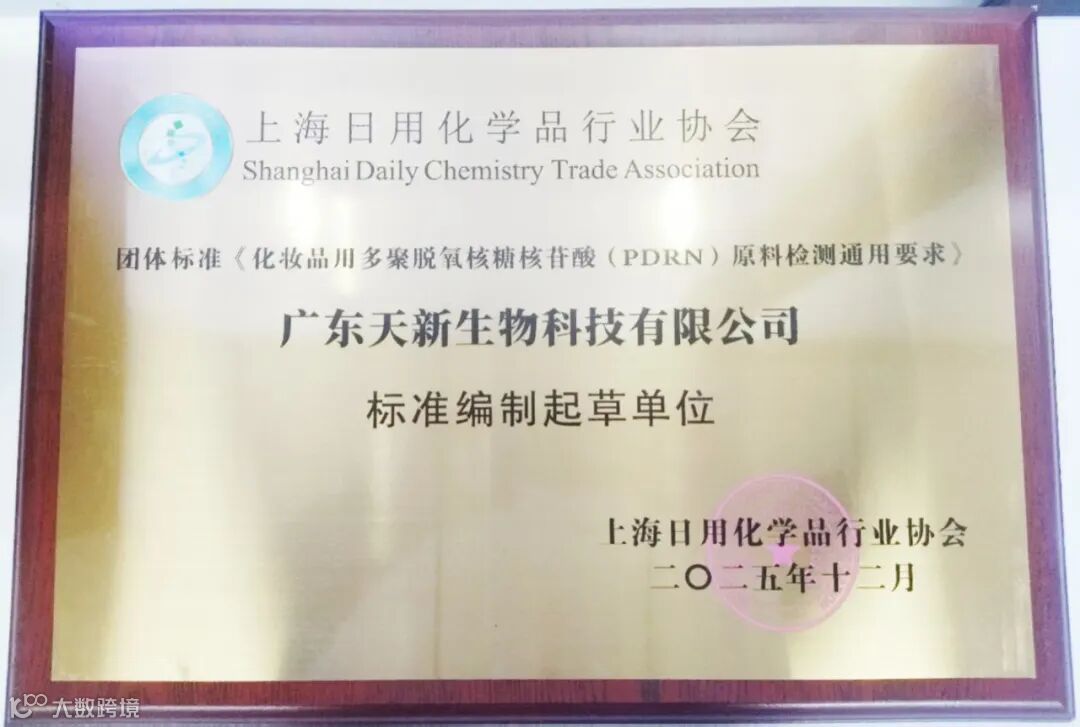 上海日用化学品行业协会
Shanghai Daily Chemistry Trade Association
团体标准《化妆品用多聚脱氧核糖核苷酸（PDRN）原料检测通用要求》
广东天新生物科技有限公司
标准编制起草单位
上海日用化学品行业协会
二〇二五年十二月
大数跨境